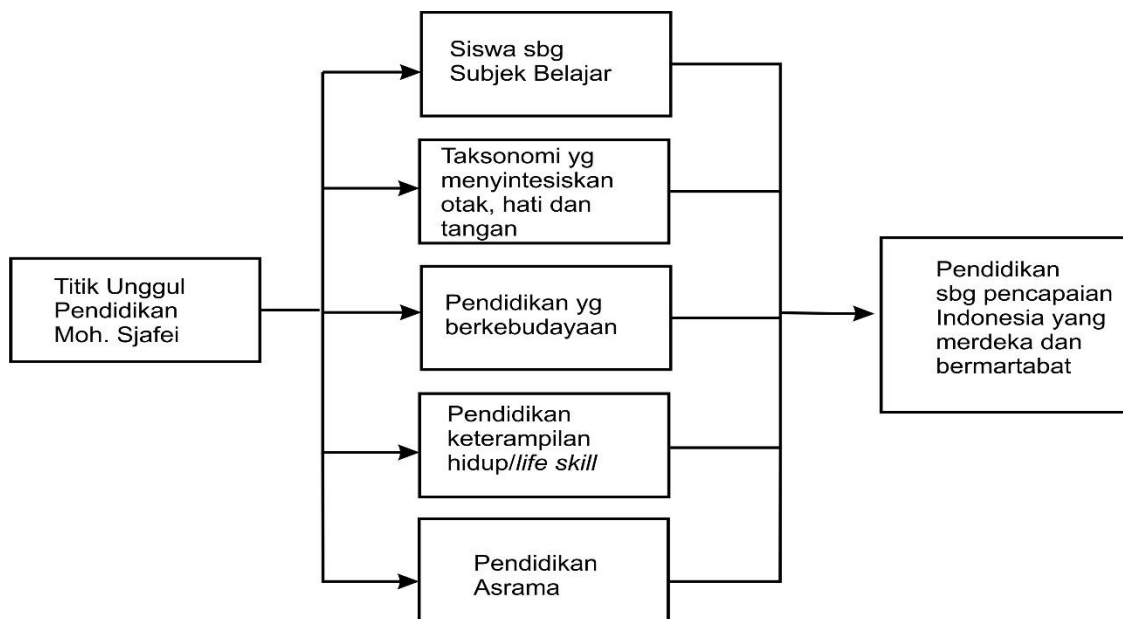 Titik Unggul
Pendidikan
Moh. Sjafei
Siswa sbg
Subjek Belajar
Taksonomi yg
menyintesiskan
otak, hati dan
tangan
Pendidikan yg
berkebudayaan
Pendidikan
keterampilan
hidup/life skill
Pendidikan
Asrama
Pendidikan
sbg pencapaian
Indonesia yang
merdeka dan
bermartabat